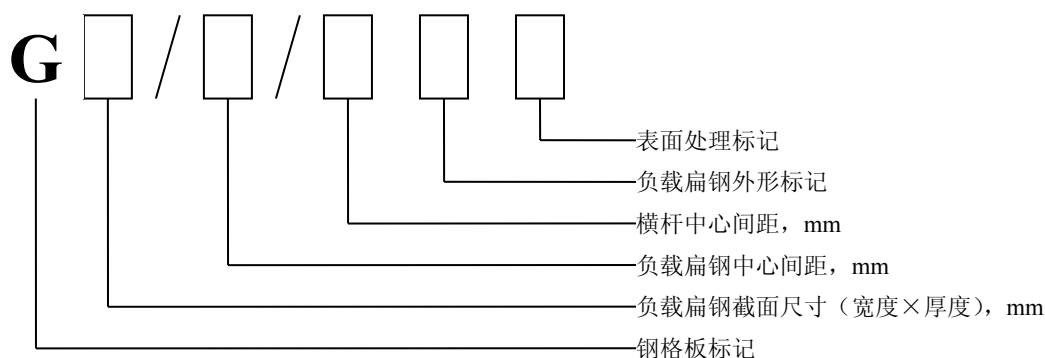 G / /
表面处理标记
负载扁钢外形标记
横杆中心间距，mm
负载扁钢中心间距，mm
负载扁钢截面尺寸（宽度×厚度），mm
钢格板标记